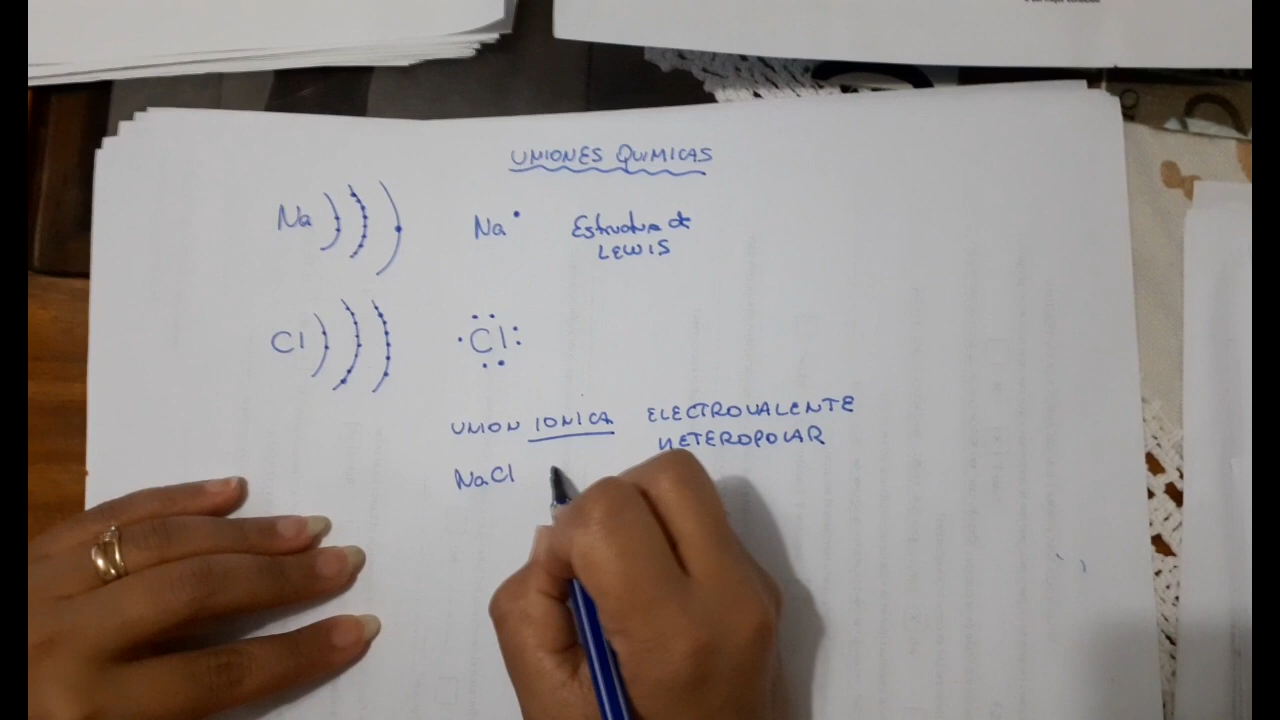 UNIONES QUIMICAS
Na
Na
Estructura de
LEWIS
Cl
Cl
UNION IONICA
ELECTROVALENTE
HETEROPOLAR
NaCl